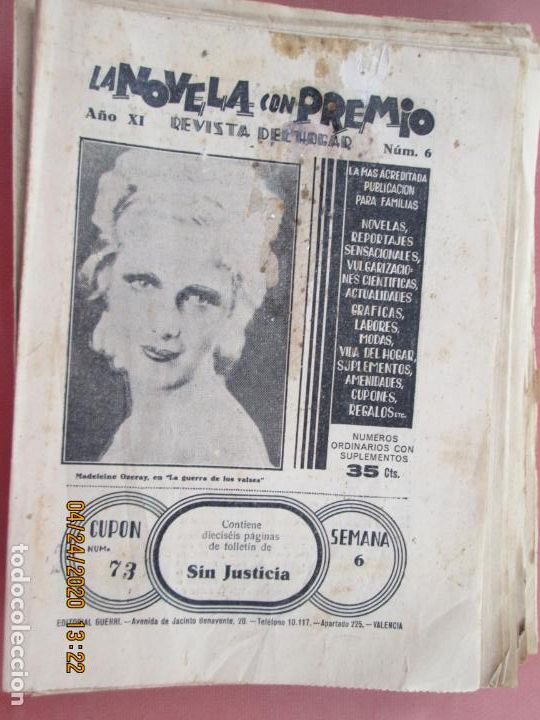 LA NOVELA CON PREMIO
REVISTA DEL HOGAR
Año XI
Núm. 6
LA MAS ACREDITADA
PUBLICACION
PARA FAMILIAS
NOVELAS,
REPORTAJES
SENSACIONALES,
VULGARIZACIO-
NES CIENTIFICAS,
ACTUALIDADES
GRAFICAS,
LABORES,
MODAS,
VIDA DEL HOGAR,
SUPLEMENTOS,
AMENIDADES,
CUPONES,
REGALOS ETC.
NUMEROS
ORDINARIOS CON
SUPLEMENTOS
35 Cts.
Madeleine Ozeray, en "La guerra de los valses"
CUPON
NUM.
73
Contiene
dieciséis páginas
de folletín de
Sin Justicia
SEMANA
6
EDITORIAL GUERRI. – Avenida de Jacinto Benavente, 20. – Teléfono 10.117. – Apartado 225. – VALENCIA
04/24/2020 13:22
todocoleccion